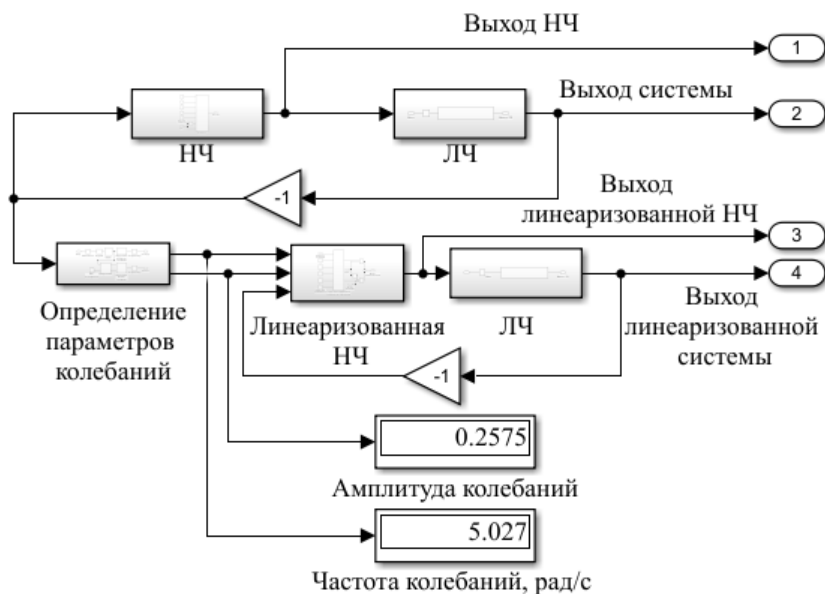 Выход НЧ
1
Выход системы
2
НЧ
ЛЧ
-1
Выход
линеаризованной НЧ
3
4
Определение
параметров
колебаний
Линеаризованная
НЧ
ЛЧ
Выход
линеаризованной
системы
-1
0.2575
Амплитуда колебаний
5.027
Частота колебаний, рад/с